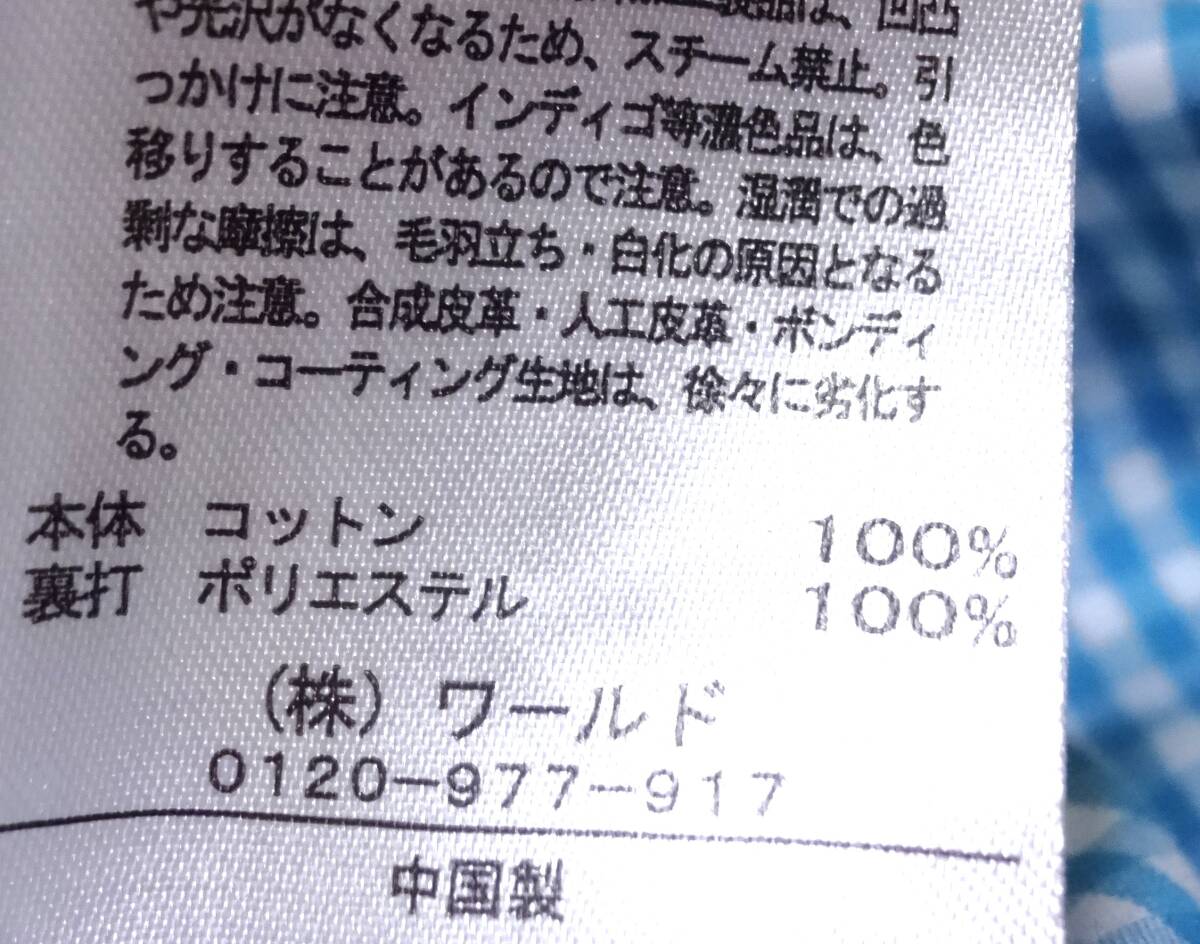 製品は、凹凸
や光沢がなくなるため、スチーム禁止。引
っかけに注意。インディゴ等濃色品は、色
移りすることがあるので注意。湿潤での過
剰な摩擦は、毛羽立ち・白化の原因となる
ため注意。合成皮革・人工皮革・ボンディ
ング・コーティング生地は、徐々に劣化す
る。
本体 コットン 100%
裏打 ポリエステル 100%
(株) ワールド
0120-977-917
中国製